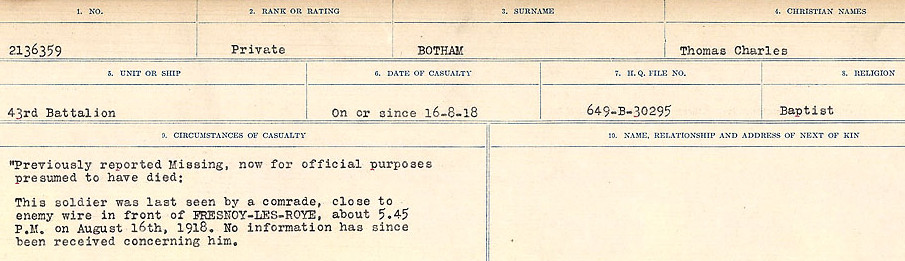 1. NO. 2. RANK OR RATING 3. SURNAME 4. CHRISTIAN NAMES
2136359 Private BOTHAM Thomas Charles
5. UNIT OR SHIP 6. DATE OF CASUALTY 7. H.Q. FILE NO. 8. RELIGION
43rd Battalion On or since 16-8-18 649-B-30295 Baptist
9. CIRCUMSTANCES OF CASUALTY 10. NAME, RELATIONSHIP AND ADDRESS OF NEXT OF KIN
"Previously reported Missing, now for official purposes
presumed to have died:
This soldier was last seen by a comrade, close to
enemy wire in front of FRESNOY-LES-ROYE, about 5.45
P.M. on August 16th, 1918. No information has since
been received concerning him.